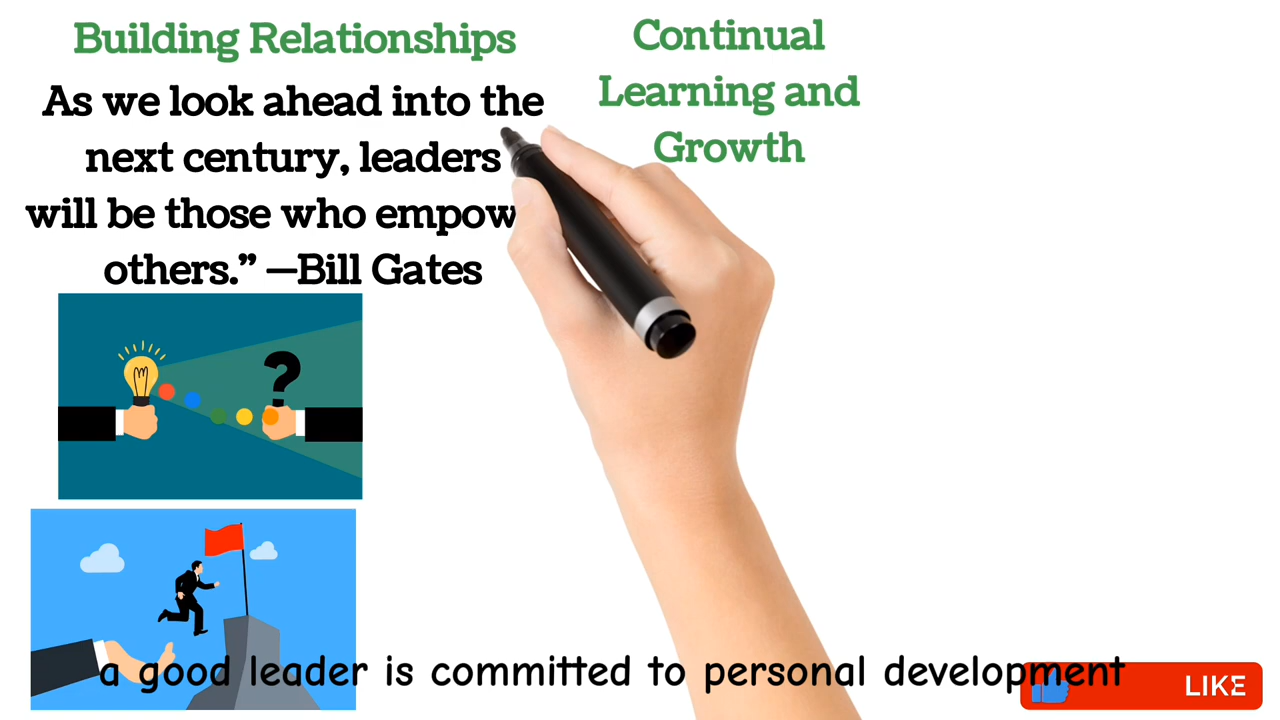 Building Relationships
As we look ahead into the
next century, leaders
will be those who empow
others.” —Bill Gates
Continual
Learning and
Growth
?
a good leader is committed to personal development
LIKE